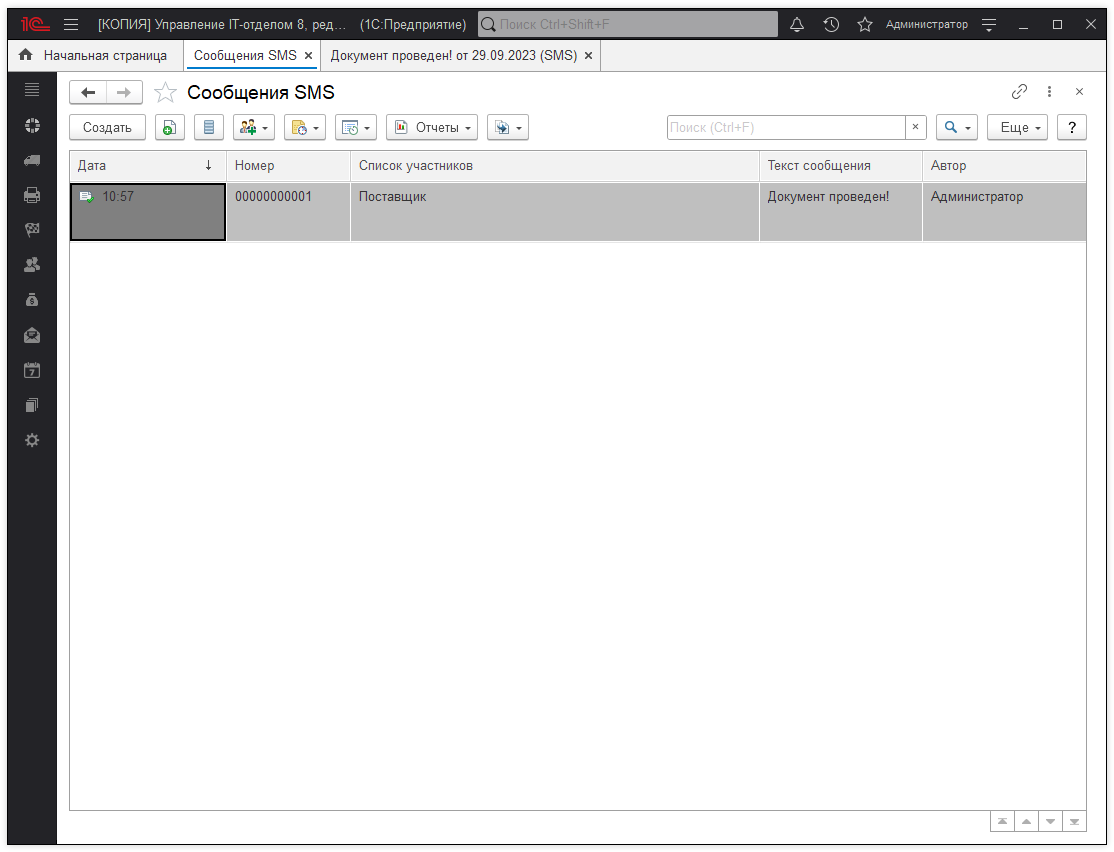 1С [КОПИЯ] Управление IT-отделом 8, ред... (1С:Предприятие) Поиск Ctrl+Shift+F Администратор
Начальная страница Сообщения SMS × Документ проведен! от 29.09.2023 (SMS) ×
Сообщения SMS
Создать Отчеты Поиск (Ctrl+F) × Еще ?
Дата ↓ Номер Список участников Текст сообщения Автор
10:57 00000000001 Поставщик Документ проведен! Администратор
7